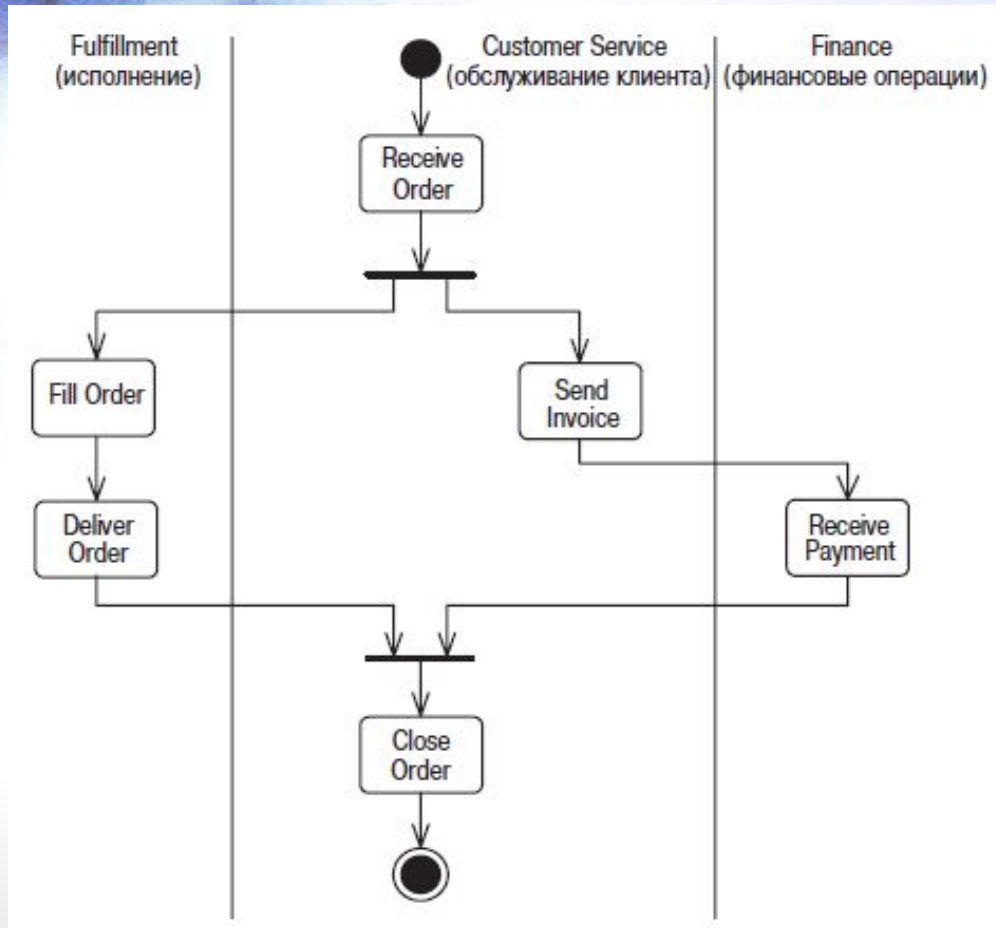 Fulfillment
(исполнение)
Customer Service
(обслуживание клиента)
Finance
(финансовые операции)
Receive
Order
Fill Order
Send
Invoice
Deliver
Order
Receive
Payment
Close
Order